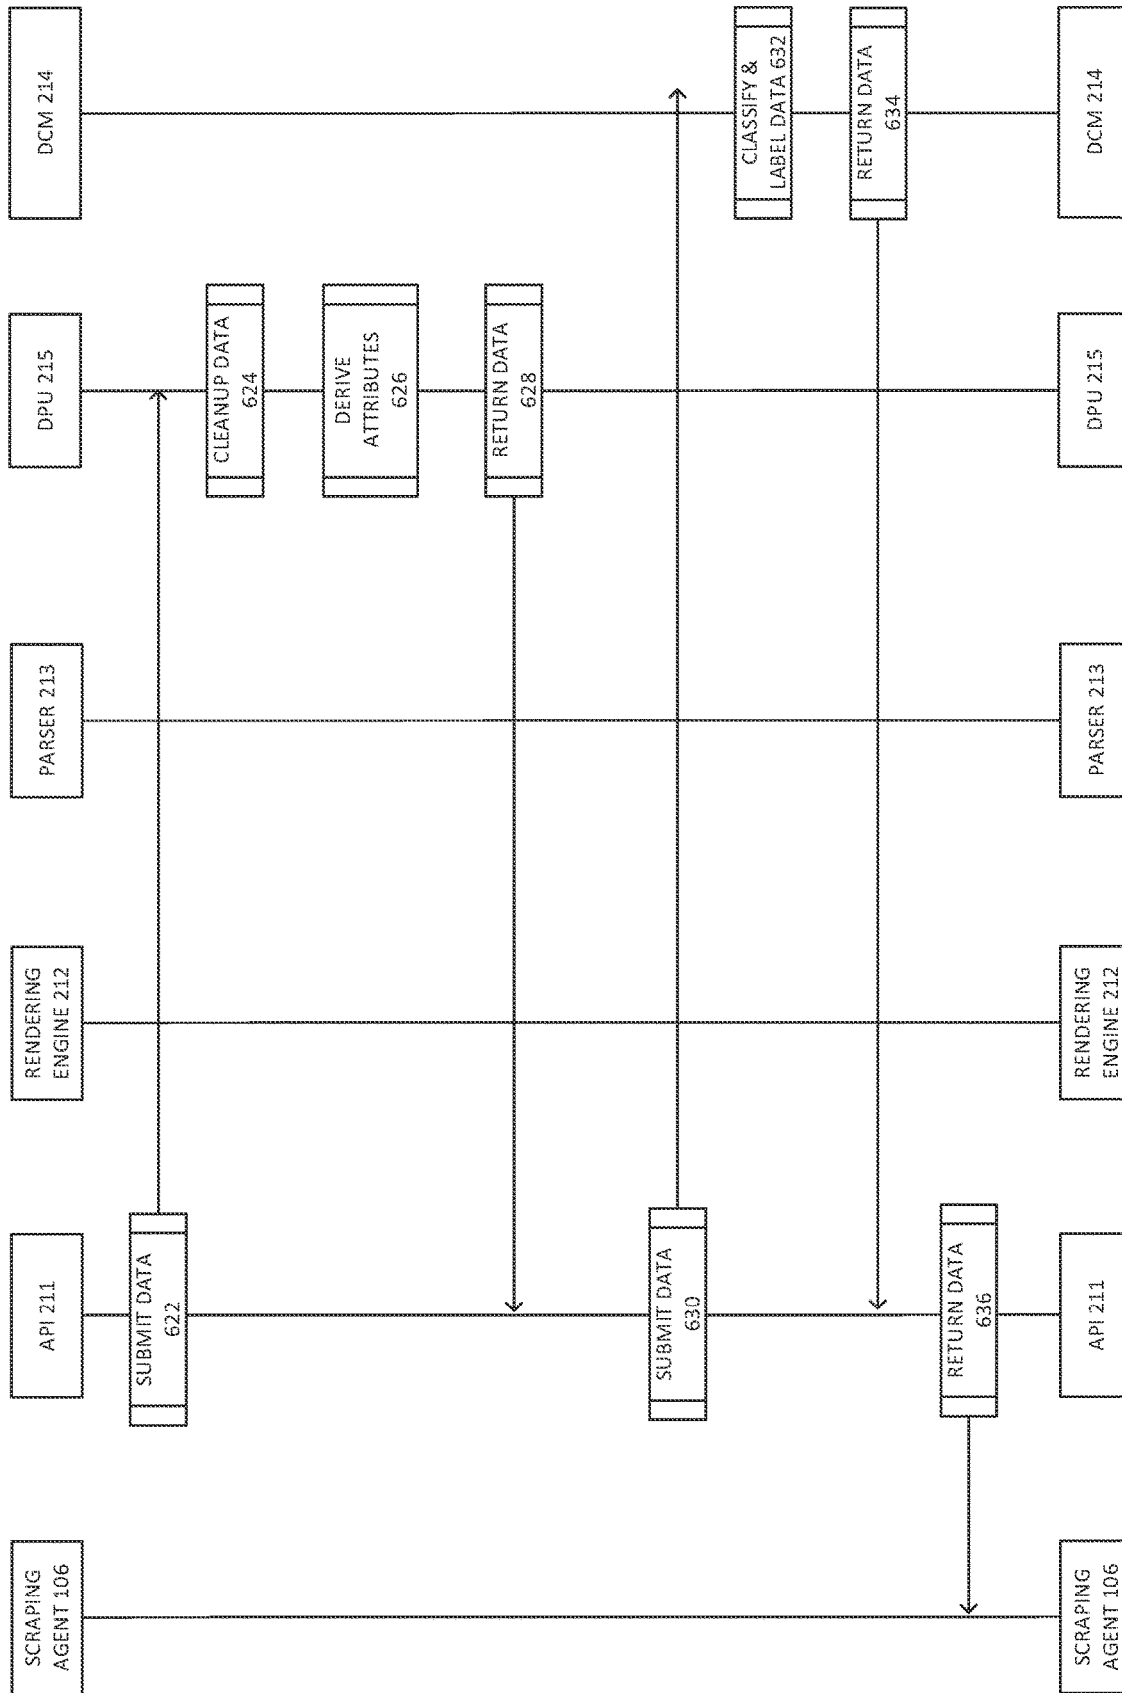 SCRAPING
AGENT 106
API 211
RENDERING
ENGINE 212
PARSER 213
DPU 215
DCM 214
SUBMIT DATA
622
CLEANUP DATA
624
DERIVE
ATTRIBUTES
626
RETURN DATA
628
SUBMIT DATA
630
CLASSIFY &
LABEL DATA 632
RETURN DATA
634
RETURN DATA
636
SCRAPING
AGENT 106
API 211
RENDERING
ENGINE 212
PARSER 213
DPU 215
DCM 214